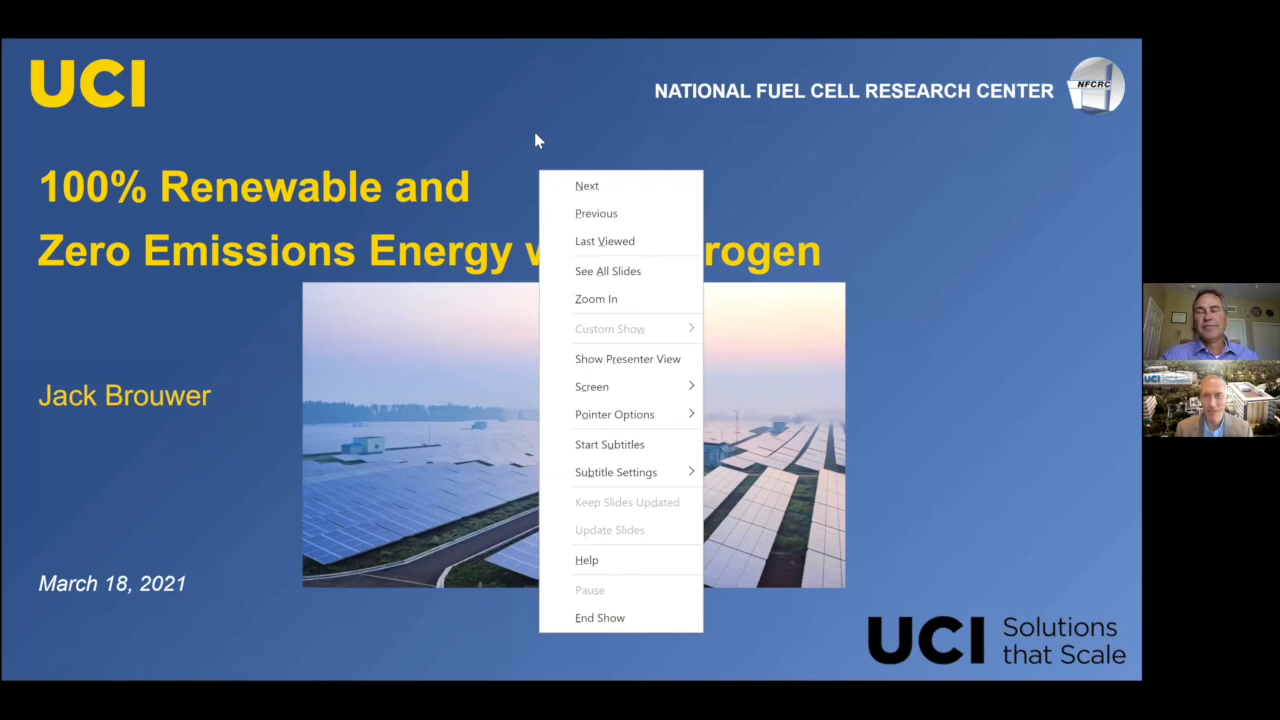 UCI
NATIONAL FUEL CELL RESEARCH CENTER
NFCRC
100% Renewable and
Zero Emissions Energy w rogen
Jack Brouwer
March 18, 2021
Next
Previous
Last Viewed
See All Slides
Zoom In
Custom Show
Show Presenter View
Screen
Pointer Options
Start Subtitles
Subtitle Settings
Keep Slides Updated
Update Slides
Help
Pause
End Show
UCI
UCI Solutions
that Scale